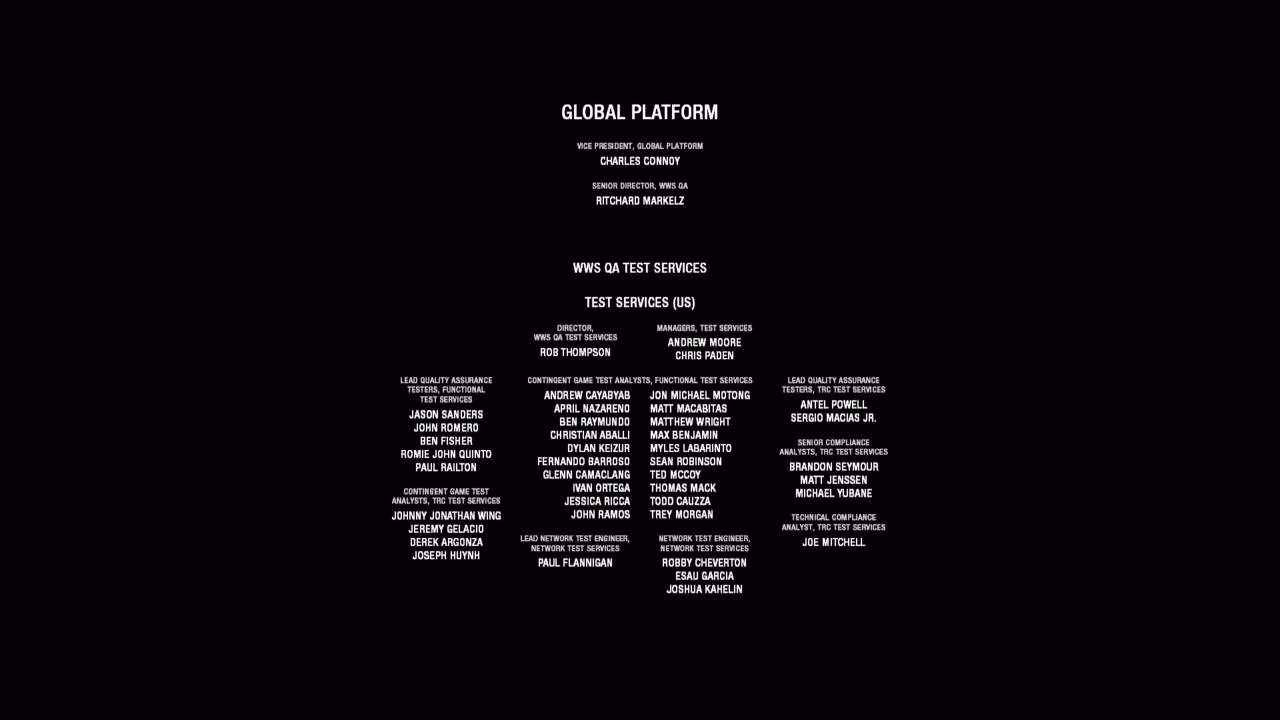 GLOBAL PLATFORM
VICE PRESIDENT, GLOBAL PLATFORM
CHARLES CONNOY
SENIOR DIRECTOR, WWS QA
RITCHARD MARKELZ
WWS QA TEST SERVICES
TEST SERVICES (US)
DIRECTOR,
WWS QA TEST SERVICES
ROB THOMPSON
MANAGERS, TEST SERVICES
ANDREW MOORE
CHRIS PADEN
LEAD QUALITY ASSURANCE
TESTERS, FUNCTIONAL
TEST SERVICES
JASON SANDERS
JOHN ROMERO
BEN FISHER
ROMIE JOHN QUINTO
PAUL RAILTON
CONTINGENT GAME TEST
ANALYSTS, TRC TEST SERVICES
JOHNNY JONATHAN WING
JEREMY GELACIO
DEREK ARGONZA
JOSEPH HUYNH
CONTINGENT GAME TEST ANALYSTS, FUNCTIONAL TEST SERVICES
ANDREW CAYABYAB
APRIL NAZARENO
BEN RAYMUNDO
CHRISTIAN ABALLI
DYLAN KEIZUR
FERNANDO BARROSO
GLENN CAMACLANG
IVAN ORTEGA
JESSICA RICCA
JOHN RAMOS
JON MICHAEL MOTONG
MATT MACABITAS
MATTHEW WRIGHT
MAX BENJAMIN
MYLES LABARINTO
SEAN ROBINSON
TED MCCOY
THOMAS MACK
TODD CAUZZA
TREY MORGAN
LEAD NETWORK TEST ENGINEER,
NETWORK TEST SERVICES
PAUL FLANNIGAN
NETWORK TEST ENGINEER,
NETWORK TEST SERVICES
ROBBY CHEVERTON
ESAU GARCIA
JOSHUA KAHELIN
LEAD QUALITY ASSURANCE
TESTERS, TRC TEST SERVICES
ANTEL POWELL
SERGIO MACIAS JR.
SENIOR COMPLIANCE
ANALYSTS, TRC TEST SERVICES
BRANDON SEYMOUR
MATT JENSSEN
MICHAEL YUBANE
TECHNICAL COMPLIANCE
ANALYST, TRC TEST SERVICES
JOE MITCHELL